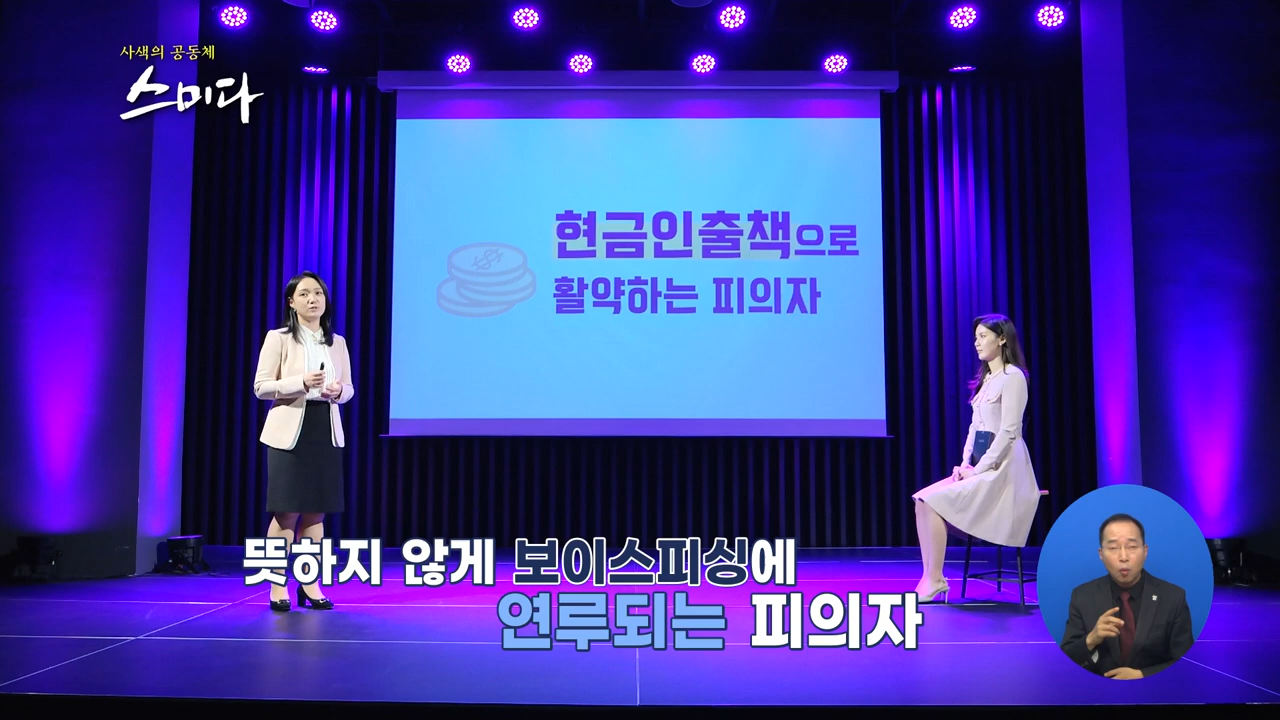 사색의 공동체
스미다
현금인출책으로
활약하는 피의자
뜻하지 않게 보이스피싱에
연루되는 피의자